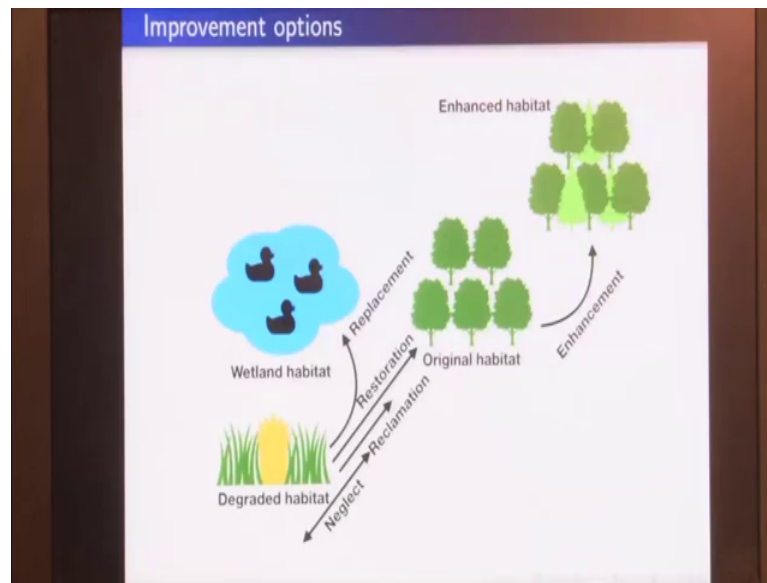 Improvement options
Enhanced habitat
Replacement
Enhancement
Restoration
Original habitat
Wetland habitat
Reclamation
Degraded habitat
Neglect